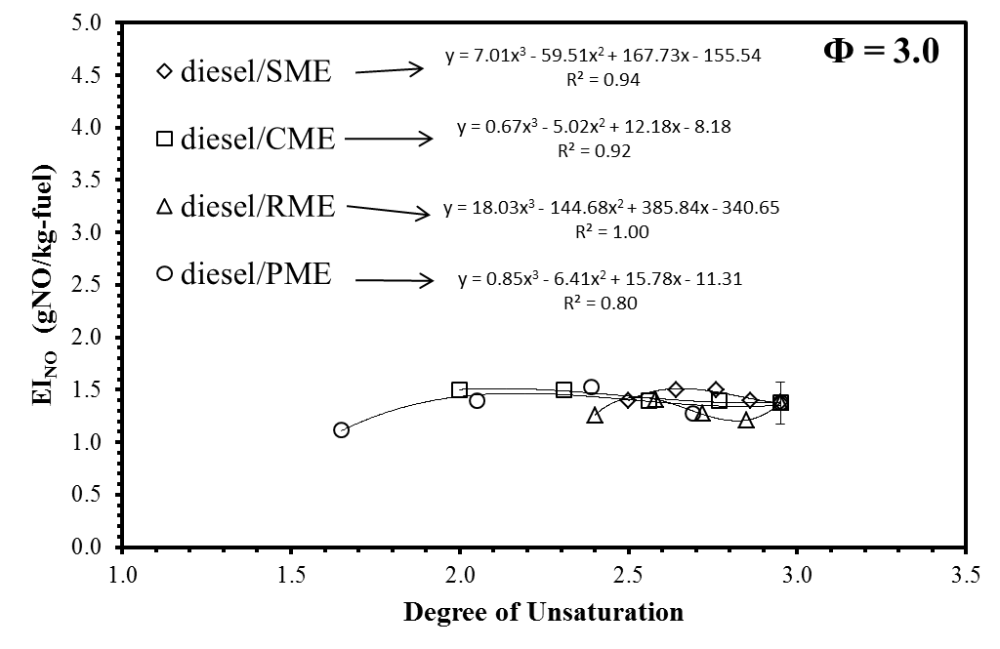 Φ = 3.0
diesel/SME
y = 7.01x³ - 59.51x² + 167.73x - 155.54
R² = 0.94
diesel/CME
y = 0.67x³ - 5.02x² + 12.18x - 8.18
R² = 0.92
diesel/RME
y = 18.03x³ - 144.68x² + 385.84x - 340.65
R² = 1.00
diesel/PME
y = 0.85x³ - 6.41x² + 15.78x - 11.31
R² = 0.80
EI_NO (gNO/kg-fuel)
5.0
4.5
4.0
3.5
3.0
2.5
2.0
1.5
1.0
0.5
0.0
1.0 1.5 2.0 2.5 3.0 3.5
Degree of Unsaturation